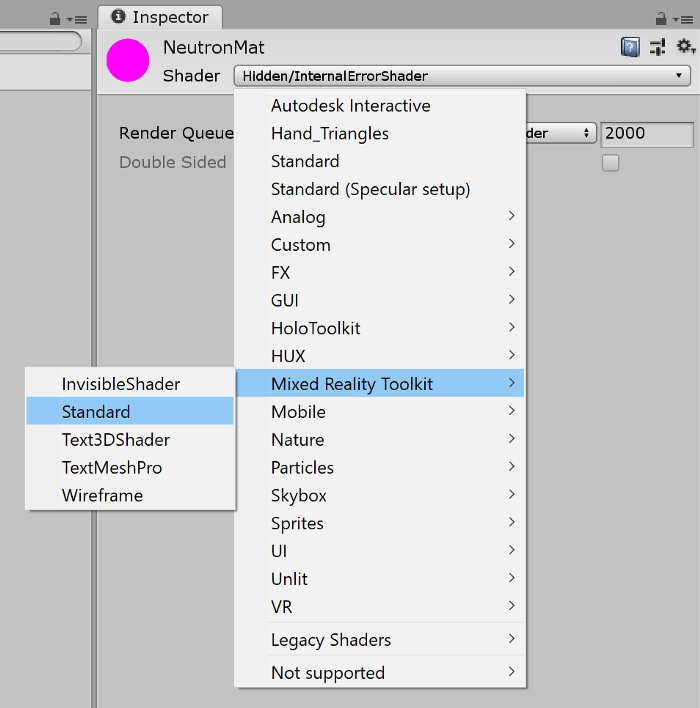 Inspector
NeutronMat
Shader Hidden/InternalErrorShader
Autodesk Interactive
Render Queue der 2000
Hand_Triangles
Double Sided
Standard
Standard (Specular setup)
Analog
Custom
FX
GUI
HoloToolkit
HUX
Mixed Reality Toolkit
Mobile
Nature
Particles
Skybox
Sprites
UI
Unlit
VR
Legacy Shaders
Not supported
InvisibleShader
Standard
Text3DShader
TextMeshPro
Wireframe